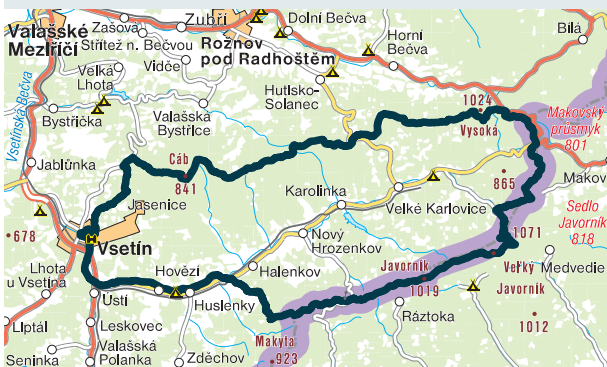 Valašské
Meziříčí
Zašova
Zubří
Střítež n. Bečvou
Rožnov
pod Radhoštěm
Dolní Bečva
Horní
Bečva
Bílá
Velká
Lhota
Vidče
Hutisko-
Solanec
1024
Vysoká
Makovský
průsmyk
801
Vsetínská Bečva
Bystřička
Valašská
Bystřice
Jablůnka
Cáb
841
865
Makov
Karolinka
Velké Karlovice
Sedlo
Javorník
818
Jasenice
678
Vsetín
Nový
Hrozenkov
1071
Veľký
Javorník
Medvedie
Lhota
u Vsetína
Hovězí
Halenkov
Javorník
1019
Ústí
Huslenky
Ráztoka
1012
Liptál
Leskovec
Seninka
Valašská
Polanka
Zděchov
Makyta
923